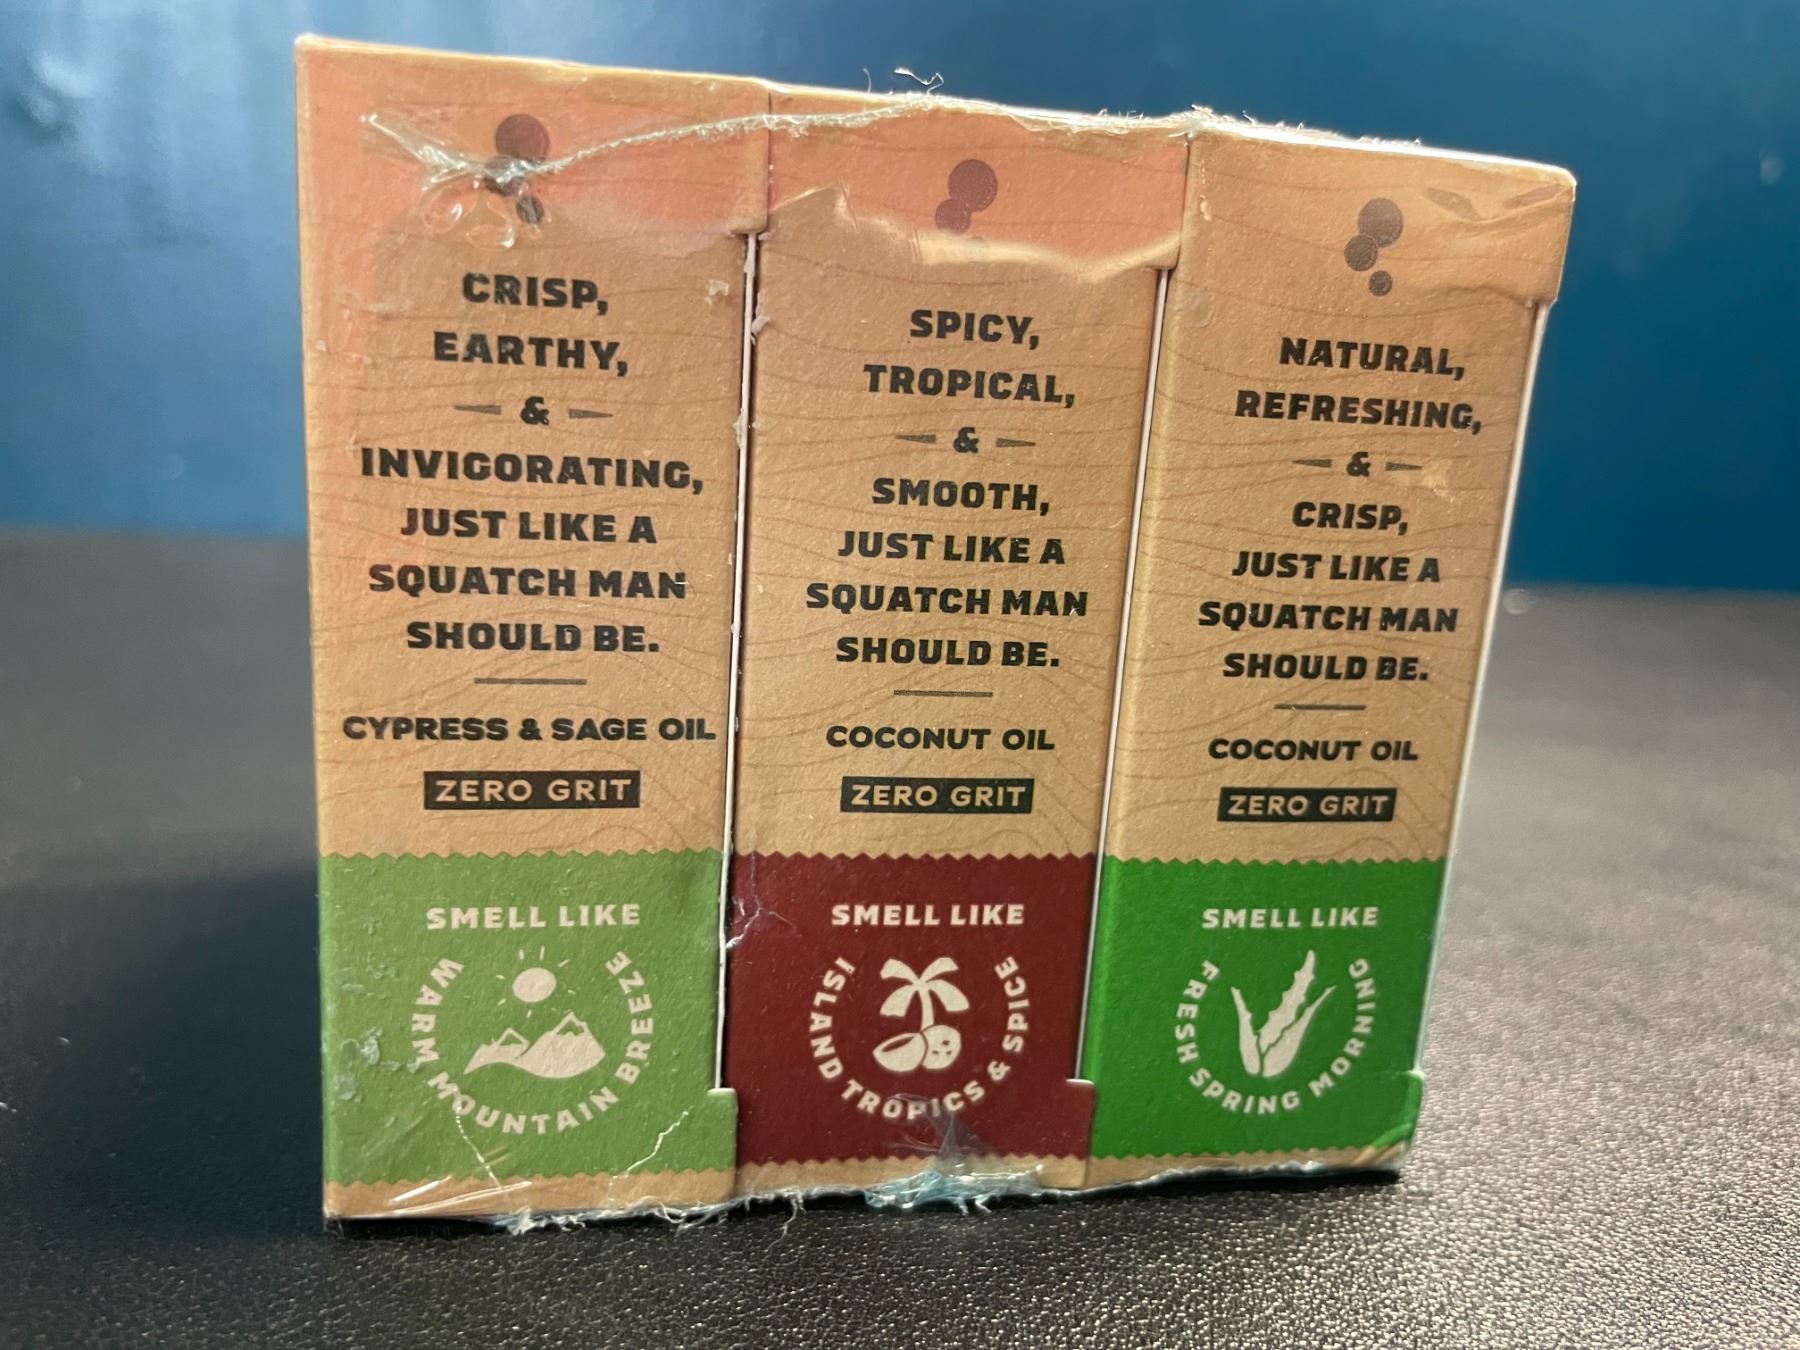 CRISP,
EARTHY,
&
INVIGORATING,
JUST LIKE A
SQUATCH MAN
SHOULD BE.
CYPRESS & SAGE OIL
ZERO GRIT
SMELL LIKE
WARM MOUNTAIN BREEZE
SPICY,
TROPICAL,
&
SMOOTH,
JUST LIKE A
SQUATCH MAN
SHOULD BE.
COCONUT OIL
ZERO GRIT
SMELL LIKE
ISLAND TROPICS & SPICE
NATURAL,
REFRESHING,
&
CRISP,
JUST LIKE A
SQUATCH MAN
SHOULD BE.
COCONUT OIL
ZERO GRIT
SMELL LIKE
FRESH SPRING MORNING